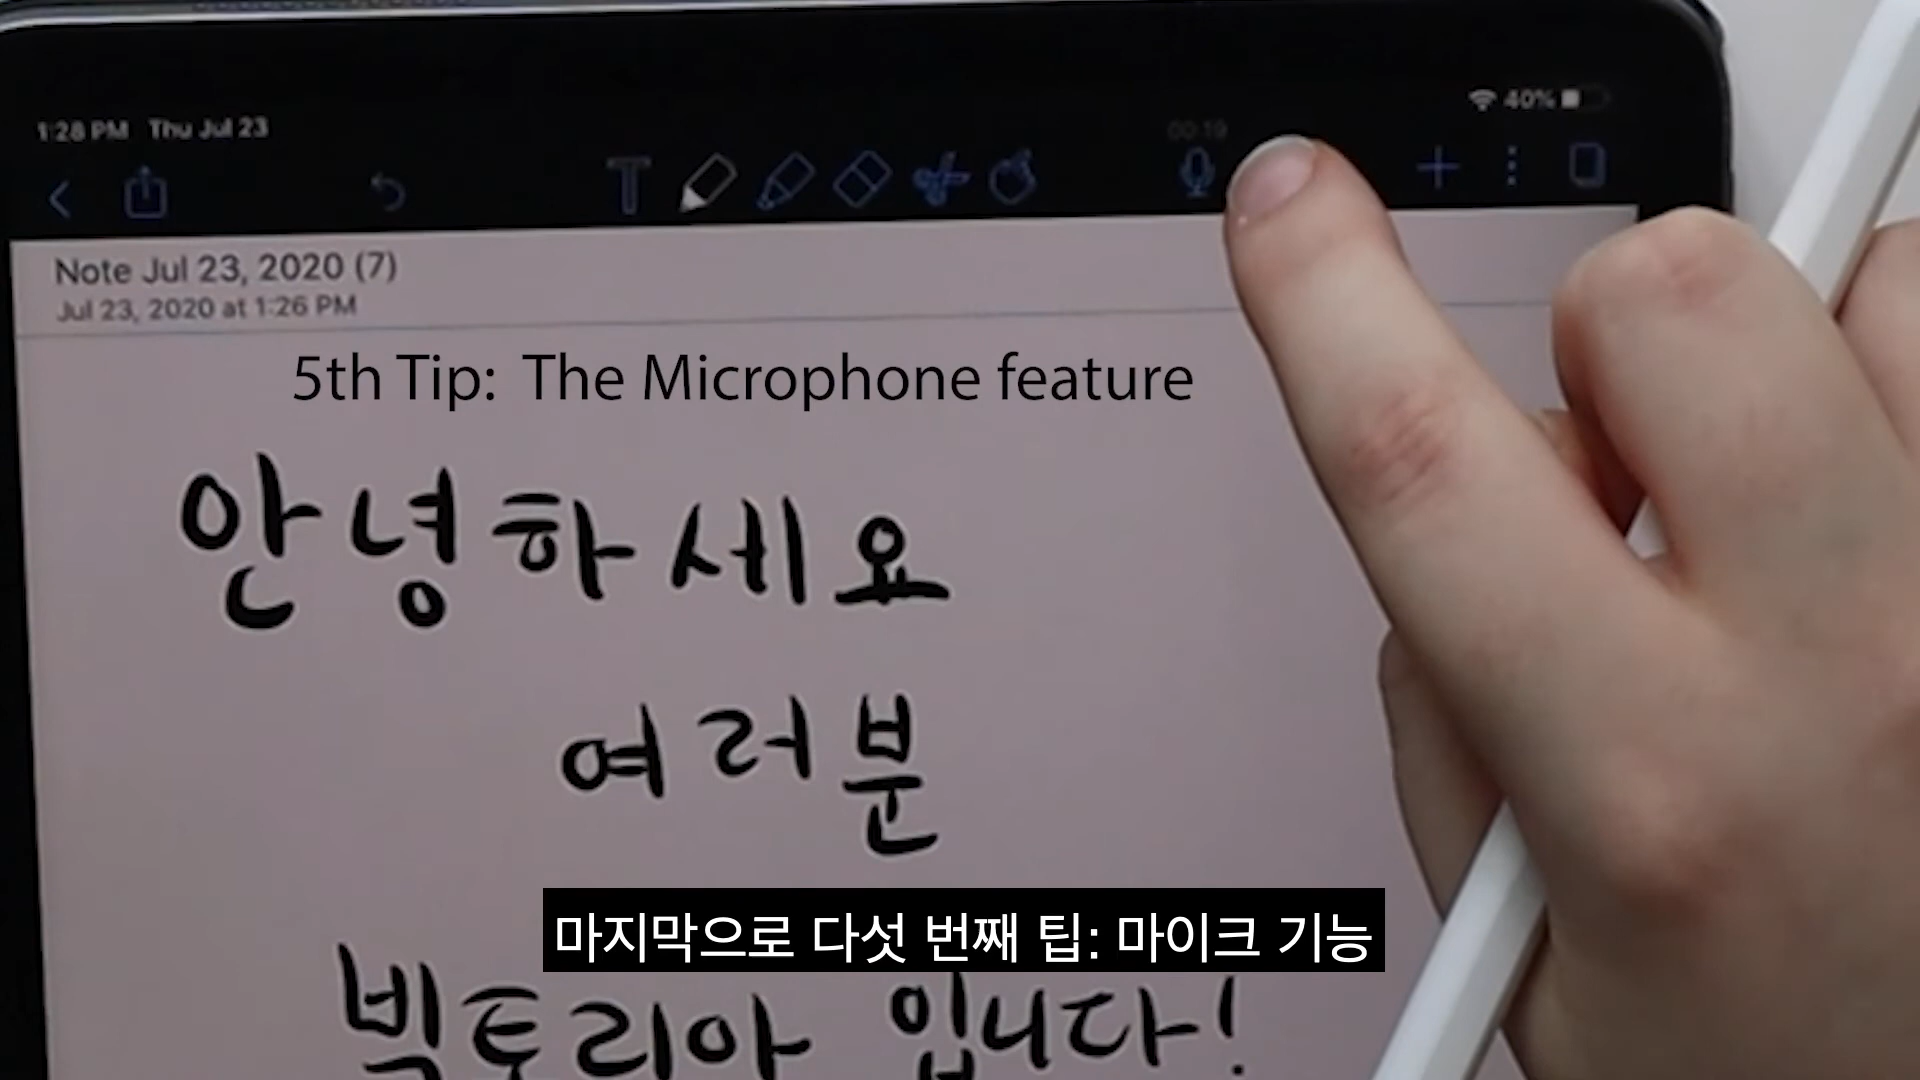 1:28 PM Thu Jul 23
40%
00:19
Note Jul 23, 2020 (7)
Jul 23, 2020 at 1:26 PM
5th Tip: The Microphone feature
안녕하세요
여러분
마지막으로 다섯 번째 팁: 마이크 기능
빅토리아 입니다!